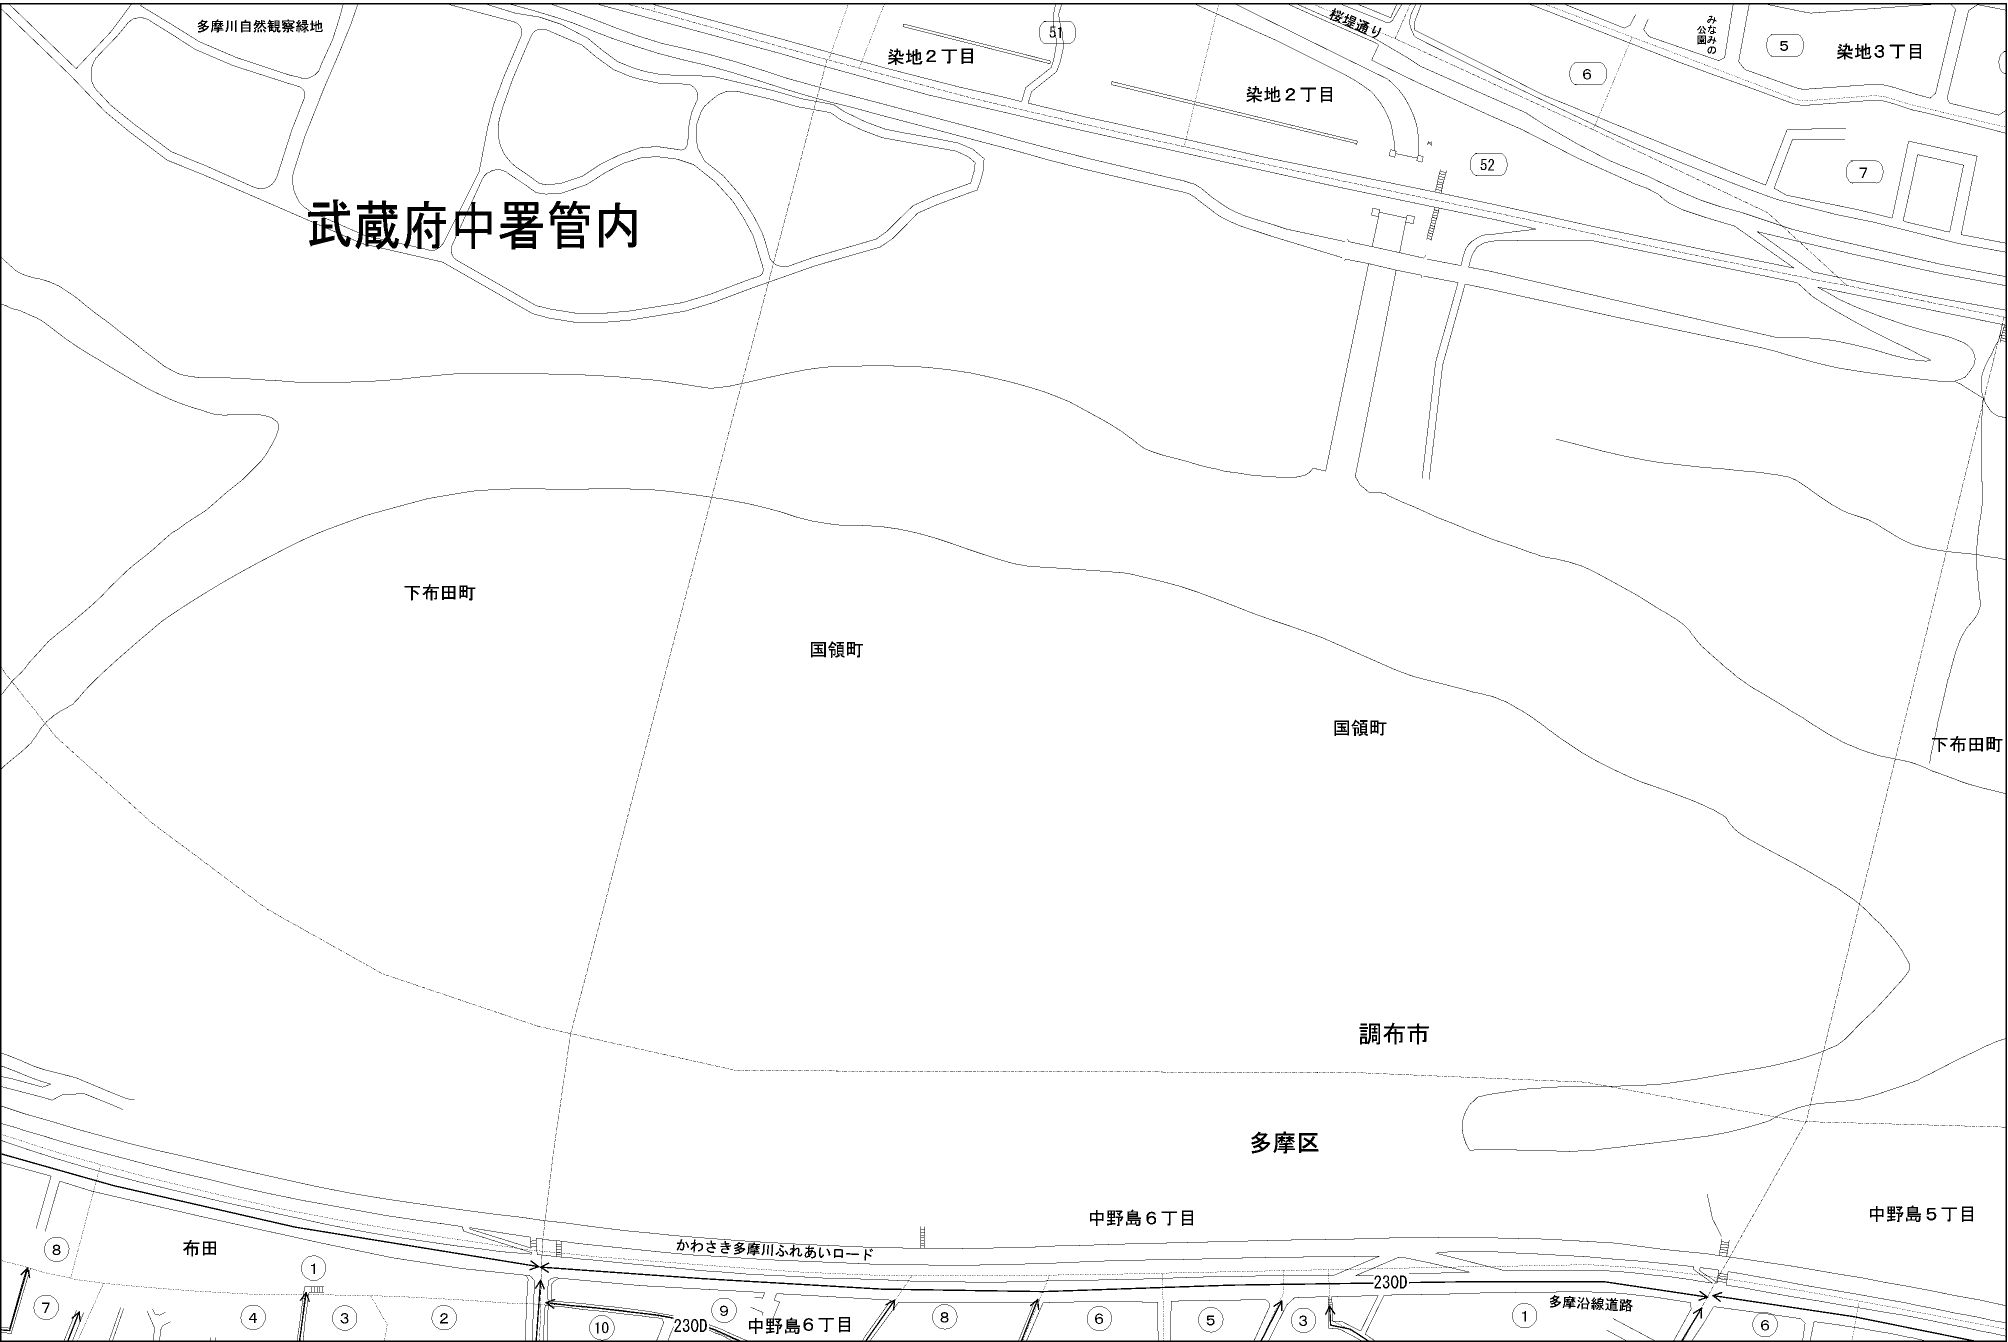 多摩川自然観察緑地
染地２丁目
51
桜堤通り
みなみの
公園
5
染地３丁目
6
染地２丁目
52
7
武蔵府中署管内
下布田町
国領町
国領町
下布田町
調布市
多摩区
中野島６丁目
中野島５丁目
かわさき多摩川ふれあいロード
布田
8
1
230D
多摩沿線道路
7
4
3
2
9
10
230D
中野島６丁目
8
6
5
3
1
6